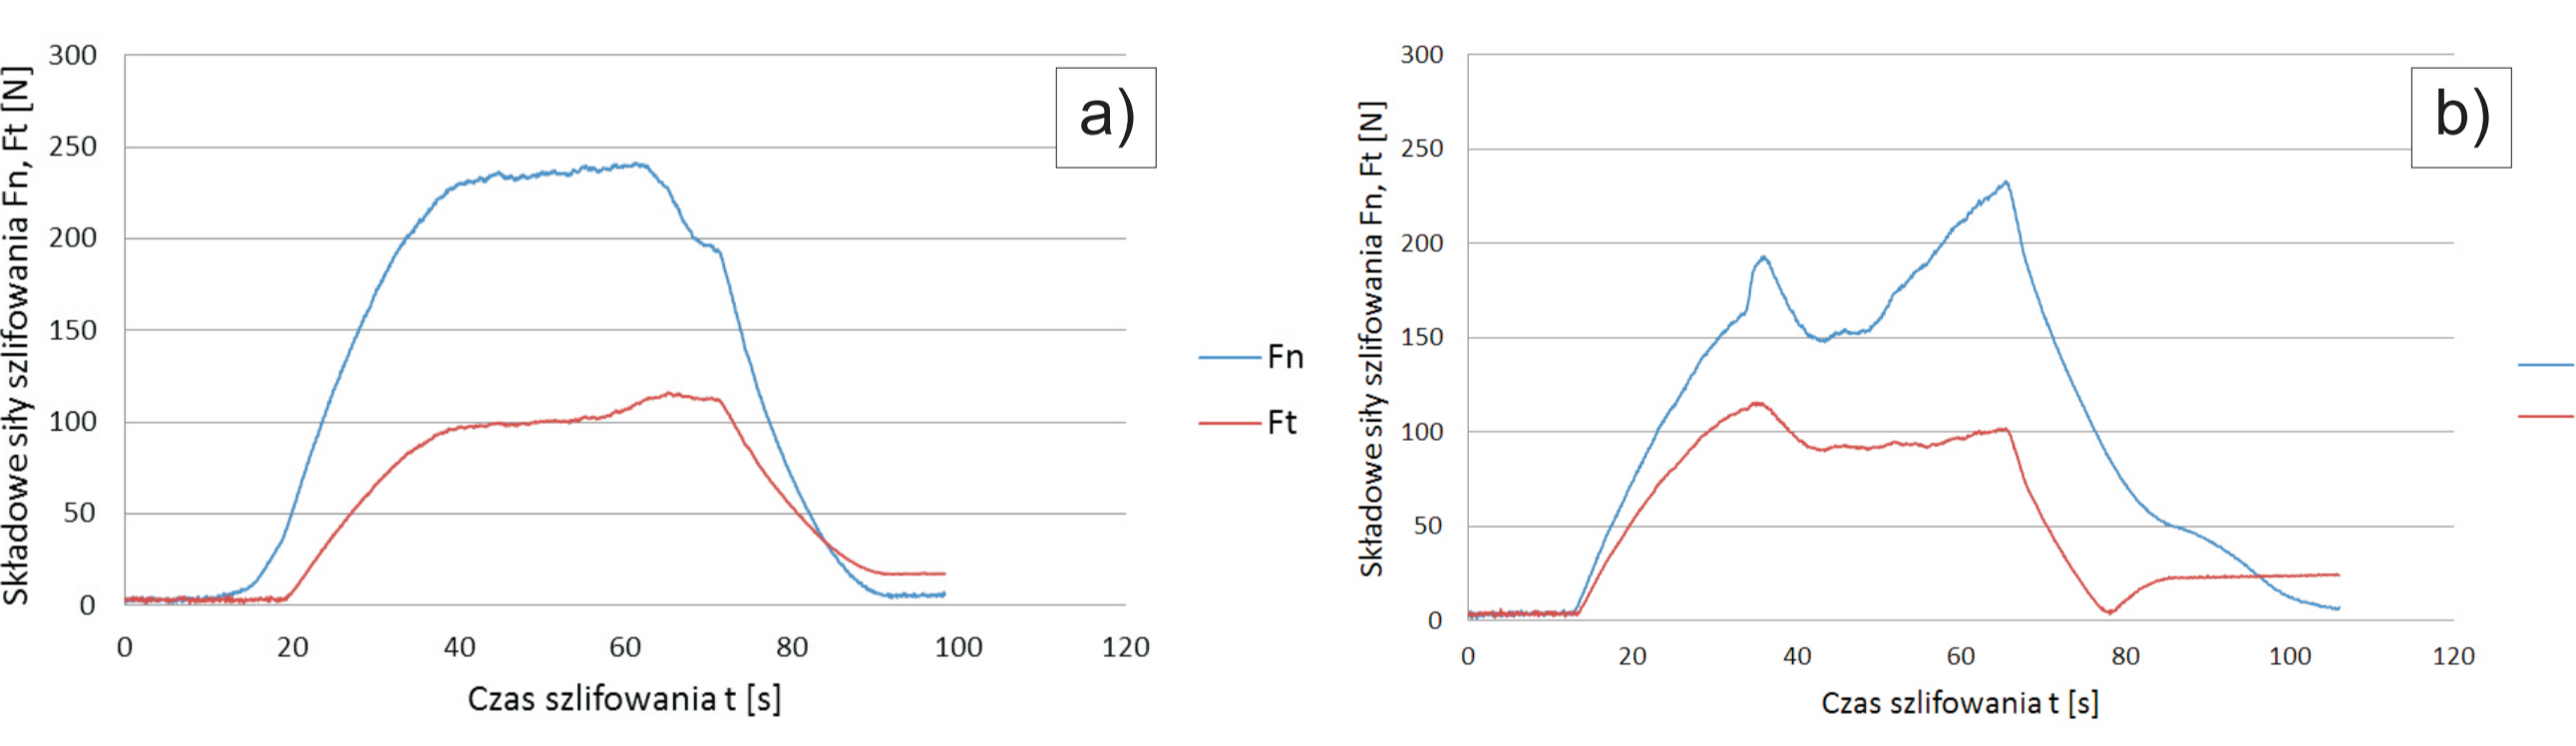 Składowe siły szlifowania Fn, Ft [N]
300
250
200
150
100
50
0
0 20 40 60 80 100 120
Czas szlifowania t [s]
a)
Fn
Ft
Składowe siły szlifowania Fn, Ft [N]
300
250
200
150
100
50
0
0 20 40 60 80 100 120
Czas szlifowania t [s]
b)